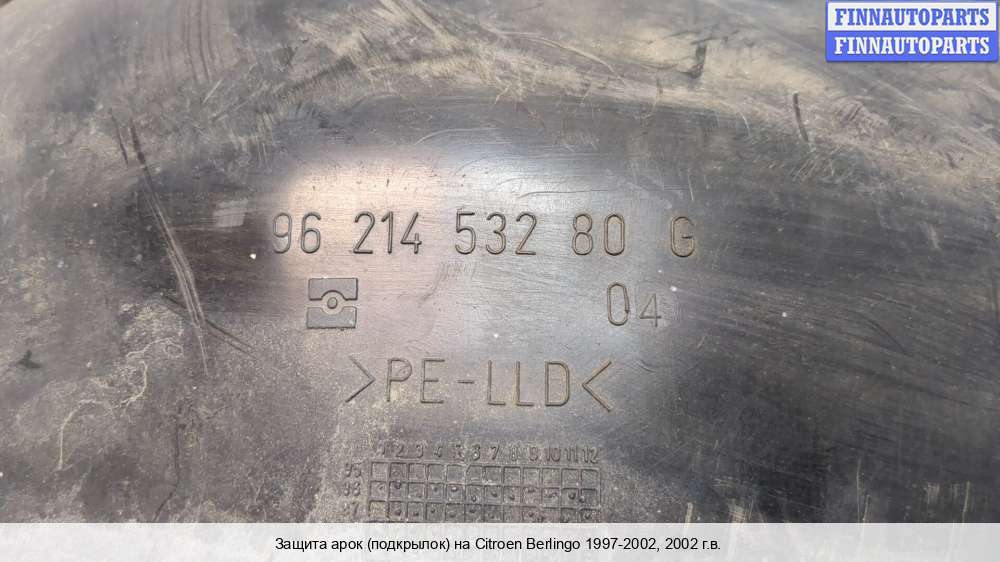 FINNAUTOPARTS
FINNAUTOPARTS
96 214 532 80 G
04
>PE-LLD<
1 2 3 4 5 6 7 8 9 10 11 12
95
Защита арок (подкрылок) на Citroen Berlingo 1997-2002, 2002 г.в.